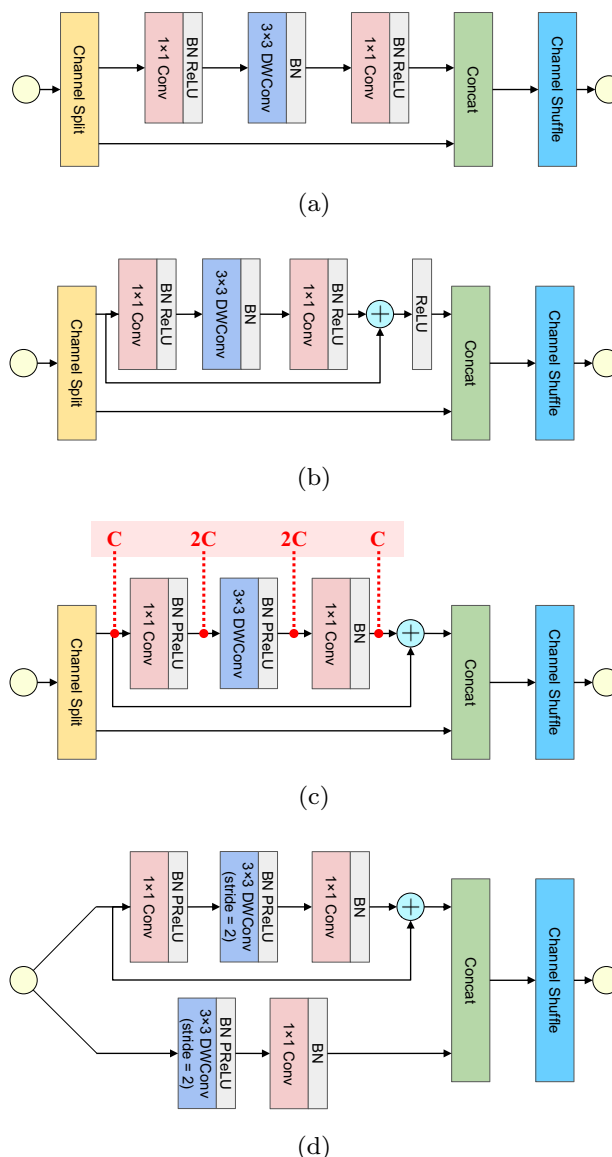 Channel Split
1×1 Conv
BN ReLU
3×3 DWConv
BN
1×1 Conv
BN ReLU
Concat
Channel Shuffle
(a)
Channel Split
1×1 Conv
BN ReLU
3×3 DWConv
BN
1×1 Conv
BN ReLU
+
ReLU
Concat
Channel Shuffle
(b)
C
2C
2C
C
Channel Split
1×1 Conv
BN PReLU
3×3 DWConv
BN PReLU
1×1 Conv
BN
+
Concat
Channel Shuffle
(c)
1×1 Conv
BN PReLU
3×3 DWConv
(stride = 2)
BN PReLU
1×1 Conv
BN
+
3×3 DWConv
(stride = 2)
BN PReLU
1×1 Conv
BN
Concat
Channel Shuffle
(d)